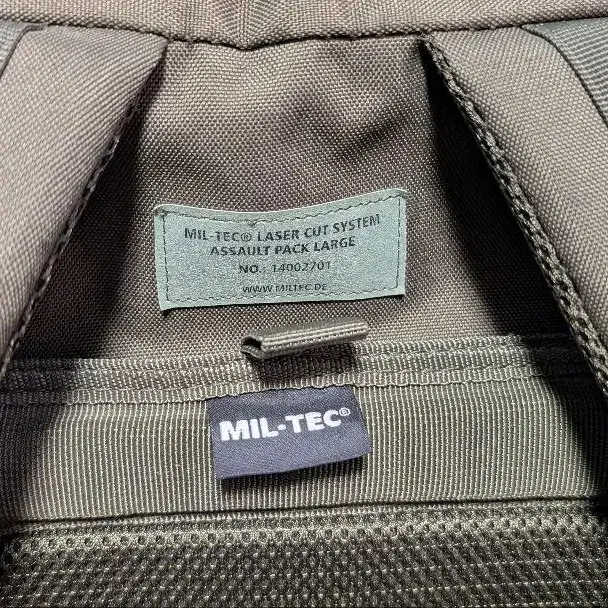 MIL-TEC® LASER CUT SYSTEM
ASSAULT PACK LARGE
NO.: 14002701
WWW.MILTEC.DE
MIL-TEC®